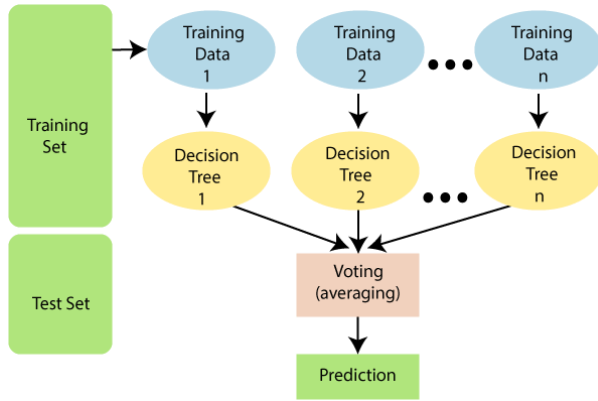 Training
Set
Test Set
Training
Data
1
Training
Data
2
Training
Data
n
Decision
Tree
1
Decision
Tree
2
Decision
Tree
n
Voting
(averaging)
Prediction